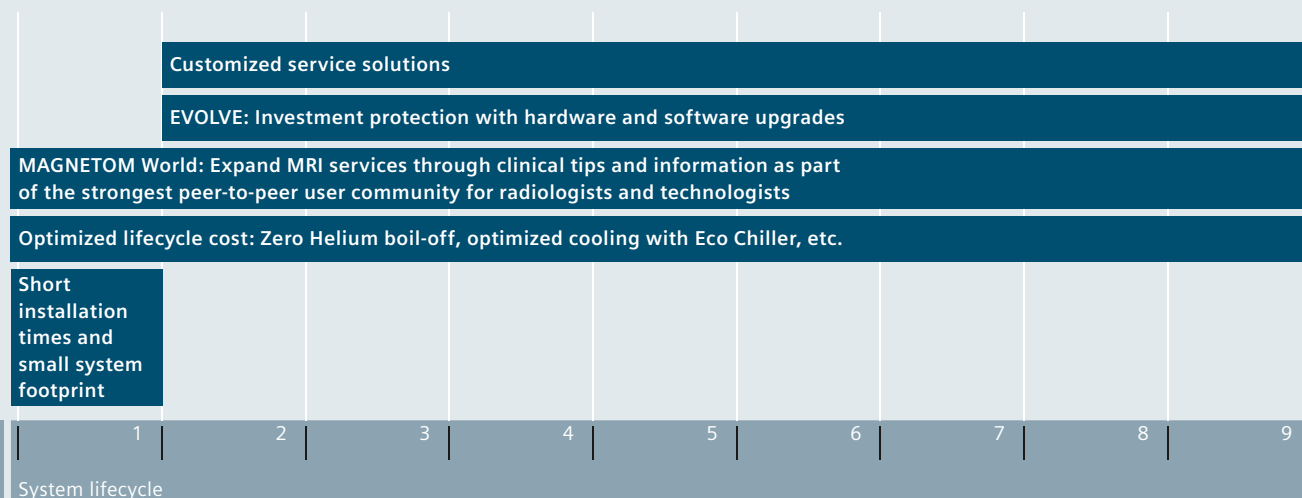 Customized service solutions
EVOLVE: Investment protection with hardware and software upgrades
MAGNETOM World: Expand MRI services through clinical tips and information as part
of the strongest peer-to-peer user community for radiologists and technologists
Optimized lifecycle cost: Zero Helium boil-off, optimized cooling with Eco Chiller, etc.
Short
installation
times and
small system
footprint
1 2 3 4 5 6 7 8 9
System lifecycle